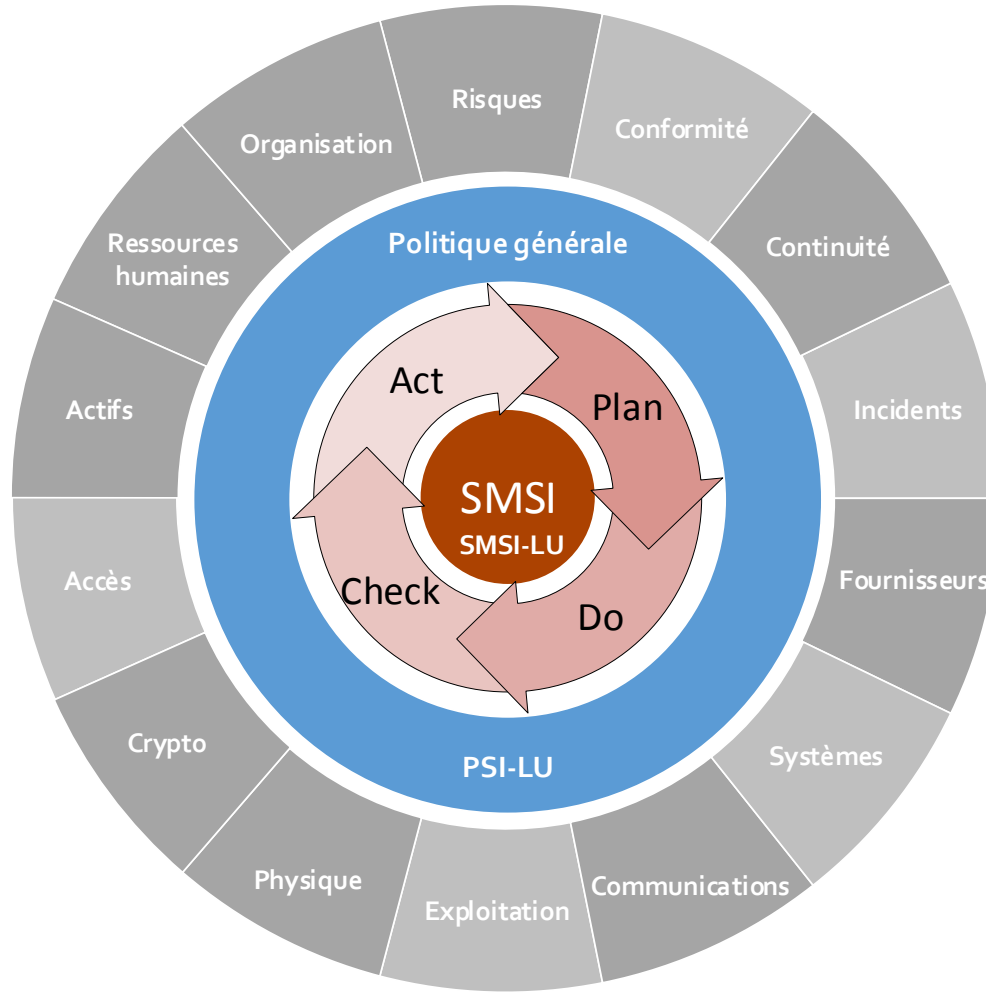 Risques
Conformité
Organisation
Continuité
Ressources
humaines
Politique générale
Act
Plan
Actifs
Incidents
SMSI
SMSI-LU
Accès
Fournisseurs
Check
Do
Crypto
Systèmes
PSI-LU
Physique
Communications
Exploitation